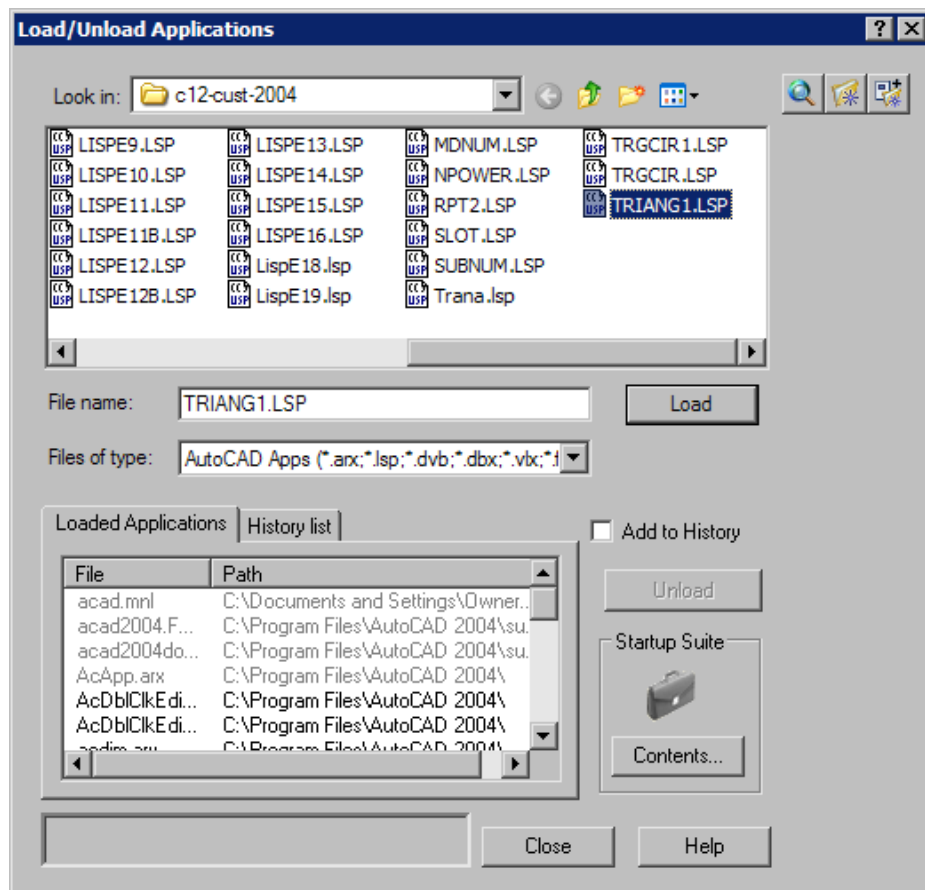 Load/Unload Applications
Look in: c12-cust-2004
LISPE9.LSP LISPE13.LSP MDNUM.LSP TRGCIR1.LSP
LISPE10.LSP LISPE14.LSP NPOWER.LSP TRGCIR.LSP
LISPE11.LSP LISPE15.LSP RPT2.LSP TRIANG1.LSP
LISPE11B.LSP LISPE16.LSP SLOT.LSP
LISPE12.LSP LispE18.lsp SUBNUM.LSP
LISPE12B.LSP LispE19.lsp Trana.lsp
File name: TRIANG1.LSP Load
Files of type: AutoCAD Apps (*.arx;*.lsp;*.dvb;*.dbx;*.vlx;*.f
Loaded Applications History list Add to History
File Path
acad.mnl C:\Documents and Settings\Owner..
acad2004.F... C:\Program Files\AutoCAD 2004\su.
acad2004do... C:\Program Files\AutoCAD 2004\su.
AcApp.arx C:\Program Files\AutoCAD 2004\
AcDblClkEdi... C:\Program Files\AutoCAD 2004\
AcDblClkEdi... C:\Program Files\AutoCAD 2004\
acdim.arx C:\Program Files\AutoCAD 2004\
Unload
Startup Suite
Contents...
Close Help